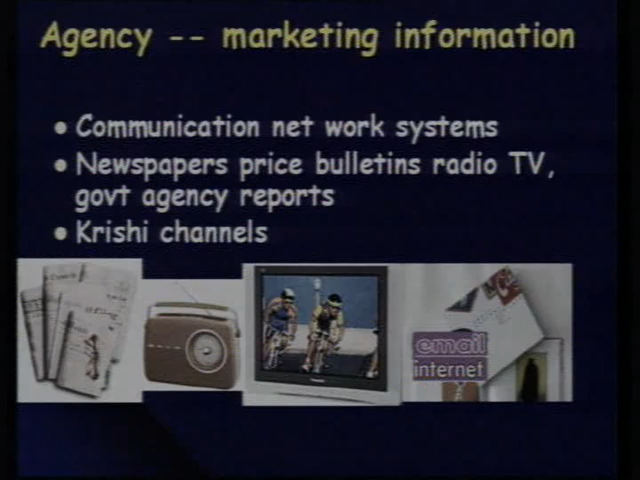 Agency -- marketing information
• Communication net work systems
• Newspapers price bulletins radio TV,
govt agency reports
• Krishi channels
email
internet